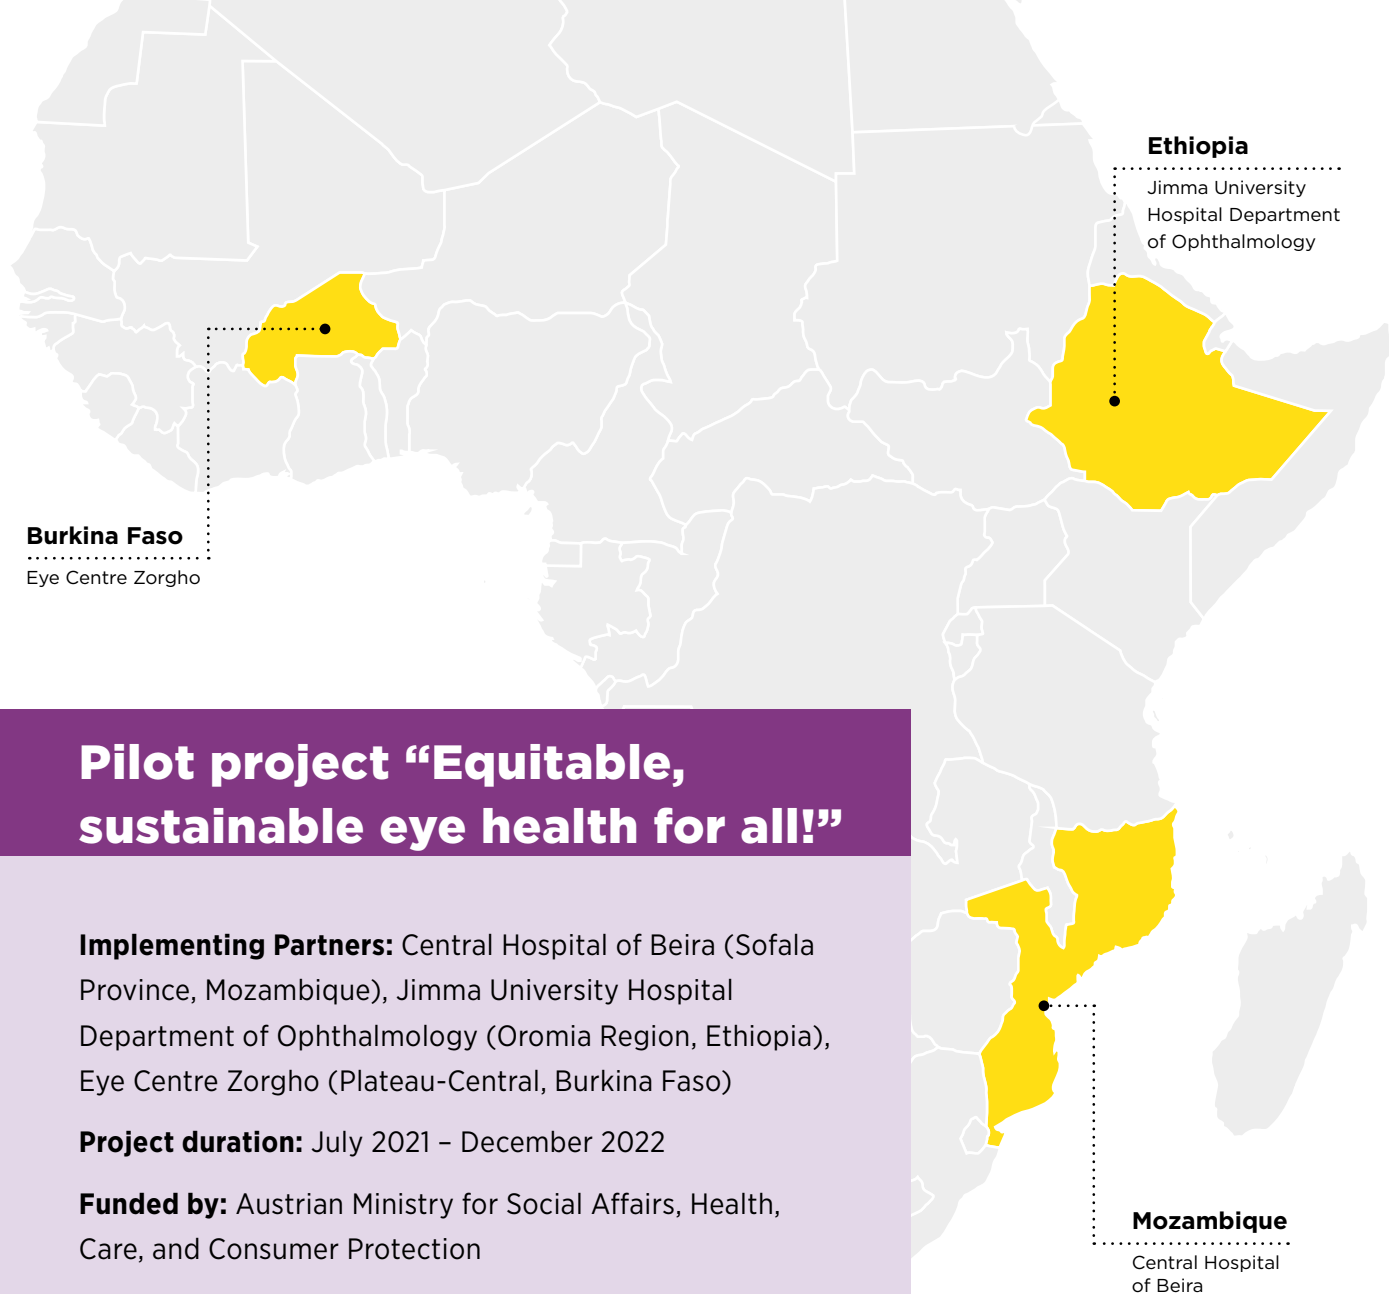 Ethiopia
Jimma University
Hospital Department
of Ophthalmology
Burkina Faso
Eye Centre Zorgho
Pilot project “Equitable,
sustainable eye health for all!”
Implementing Partners: Central Hospital of Beira (Sofala
Province, Mozambique), Jimma University Hospital
Department of Ophthalmology (Oromia Region, Ethiopia),
Eye Centre Zorgho (Plateau-Central, Burkina Faso)
Project duration: July 2021 – December 2022
Funded by: Austrian Ministry for Social Affairs, Health,
Care, and Consumer Protection
Mozambique
Central Hospital
of Beira